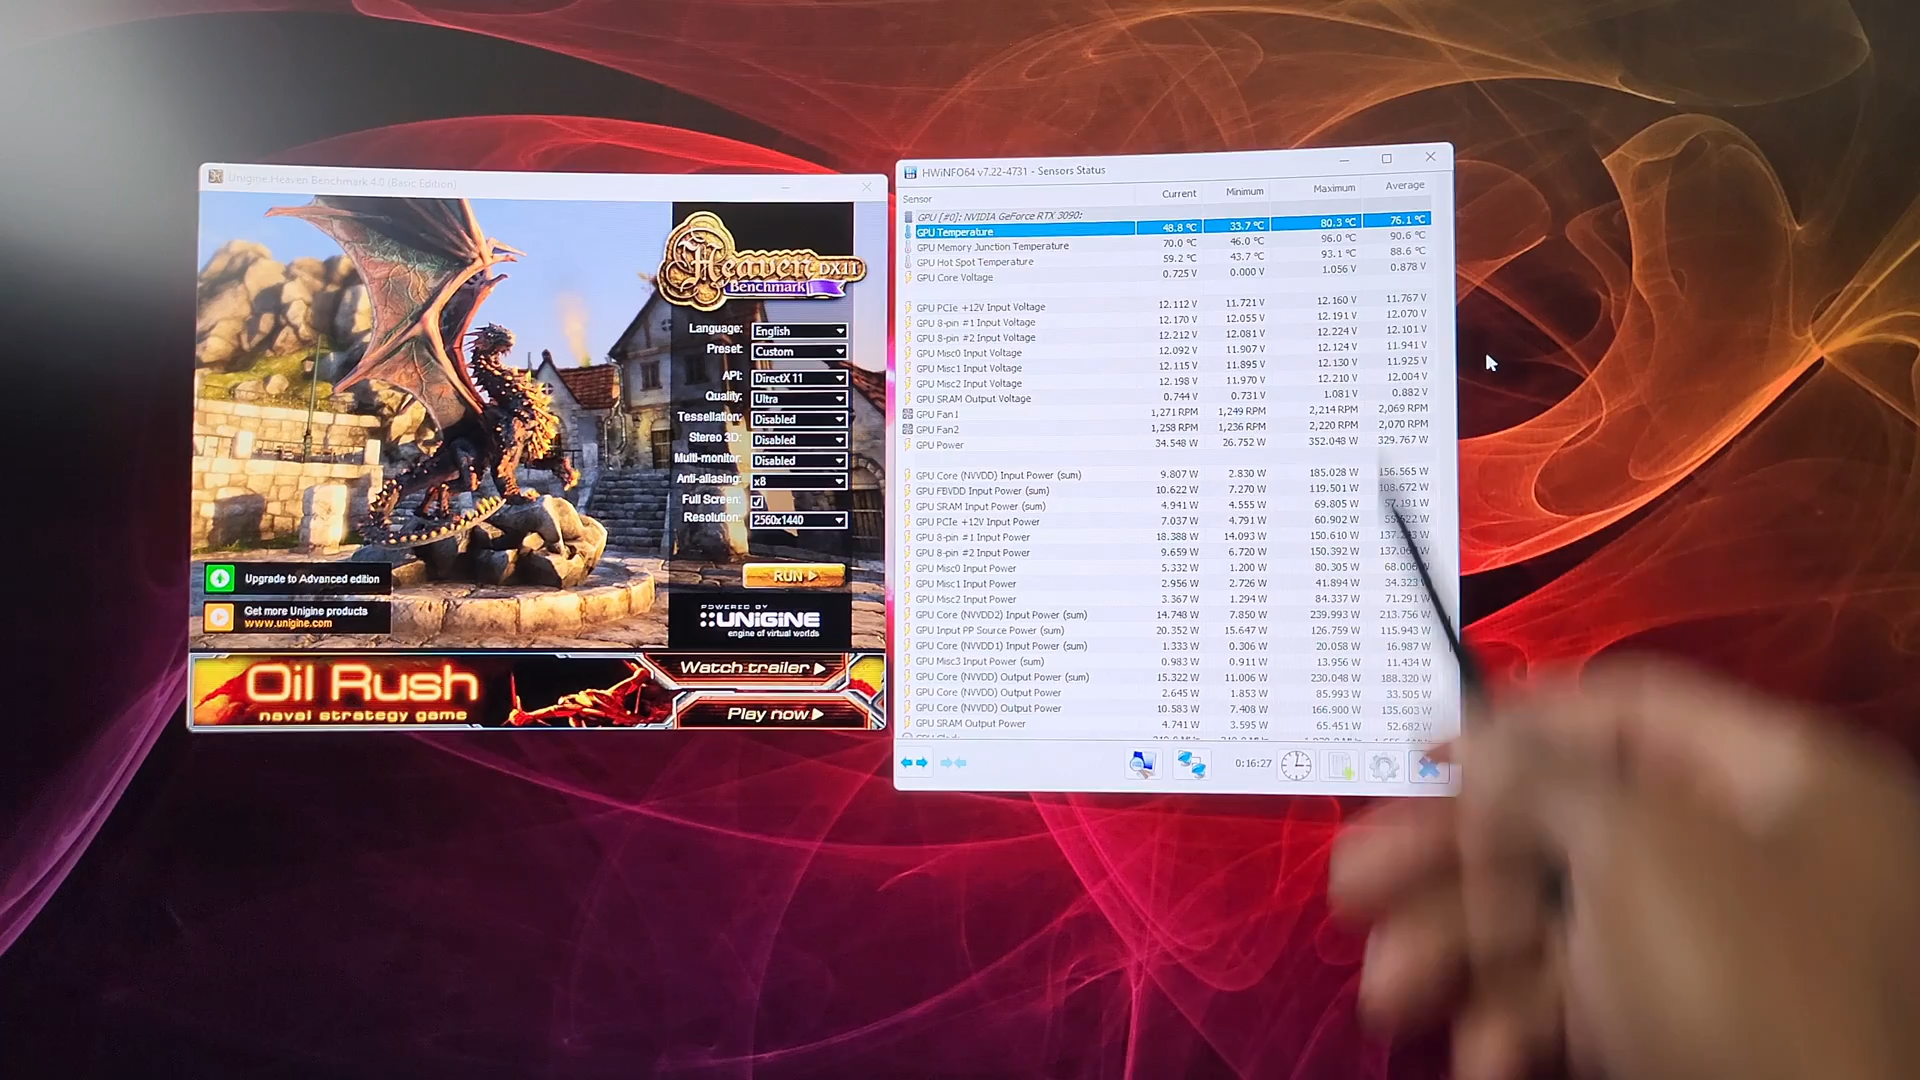 Unigine Heaven Benchmark 4.0 (Basic Edition)
Heaven DX11
Benchmark
Language: English
Preset: Custom
API: DirectX 11
Quality: Ultra
Tessellation: Disabled
Stereo 3D: Disabled
Multi-monitor: Disabled
Anti-aliasing: x8
Full Screen:
Resolution: 2560x1440
RUN
Upgrade to Advanced edition
Get more Unigine products
www.unigine.com
POWERED BY
UNIGINE
engine of virtual worlds
Oil Rush
naval strategy game
Watch trailer
Play now
HWiNFO64 v7.22-4731 - Sensors Status
Sensor Current Minimum Maximum Average
GPU [#0]: NVIDIA GeForce RTX 3090:
GPU Temperature 48.8 °C 33.7 °C 80.3 °C 76.1 °C
GPU Memory Junction Temperature 70.0 °C 46.0 °C 96.0 °C 90.6 °C
GPU Hot Spot Temperature 59.2 °C 43.7 °C 93.1 °C 88.6 °C
GPU Core Voltage 0.725 V 0.000 V 1.056 V 0.878 V
GPU PCIe +12V Input Voltage 12.112 V 11.721 V 12.160 V 11.767 V
GPU 8-pin #1 Input Voltage 12.170 V 12.055 V 12.191 V 12.070 V
GPU 8-pin #2 Input Voltage 12.212 V 12.081 V 12.224 V 12.101 V
GPU Misc0 Input Voltage 12.092 V 11.907 V 12.124 V 11.941 V
GPU Misc1 Input Voltage 12.115 V 11.895 V 12.130 V 11.925 V
GPU Misc2 Input Voltage 12.198 V 11.970 V 12.210 V 12.004 V
GPU SRAM Output Voltage 0.744 V 0.731 V 1.081 V 0.882 V
GPU Fan1 1,271 RPM 1,249 RPM 2,214 RPM 2,069 RPM
GPU Fan2 1,258 RPM 1,236 RPM 2,220 RPM 2,070 RPM
GPU Power 34.548 W 26.752 W 352.048 W 329.767 W
GPU Core (NVVDD) Input Power (sum) 9.807 W 2.830 W 185.028 W 156.565 W
GPU FBVDD Input Power (sum) 10.622 W 7.270 W 119.501 W 108.672 W
GPU SRAM Input Power (sum) 4.941 W 4.555 W 69.805 W 57.191 W
GPU PCIe +12V Input Power 7.037 W 4.791 W 60.902 W
GPU 8-pin #1 Input Power 18.388 W 14.093 W 150.610 W
GPU 8-pin #2 Input Power 9.659 W 6.720 W 150.392 W
GPU Misc0 Input Power 5.332 W 1.200 W 80.305 W 68.006
GPU Misc1 Input Power 2.956 W 2.726 W 41.894 W 34.323 W
GPU Misc2 Input Power 3.367 W 1.294 W 84.337 W 71.291 W
GPU Core (NVVDD2) Input Power (sum) 14.748 W 7.850 W 239.993 W 213.756 W
GPU Input PP Source Power (sum) 20.352 W 15.647 W 126.759 W 115.943 W
GPU Core (NVVDD1) Input Power (sum) 1.333 W 0.306 W 20.058 W 16.987 W
GPU Misc3 Input Power (sum) 0.983 W 0.911 W 13.956 W 11.434 W
GPU Core (NVVDD) Output Power (sum) 15.322 W 11.006 W 230.048 W 188.320 W
GPU Core (NVVDD) Output Power 2.645 W 1.853 W 85.993 W 33.505 W
GPU Core (NVVDD) Output Power 10.583 W 7.408 W 166.900 W 135.603 W
GPU SRAM Output Power 4.741 W 3.595 W 65.451 W 52.682 W
0:16:27